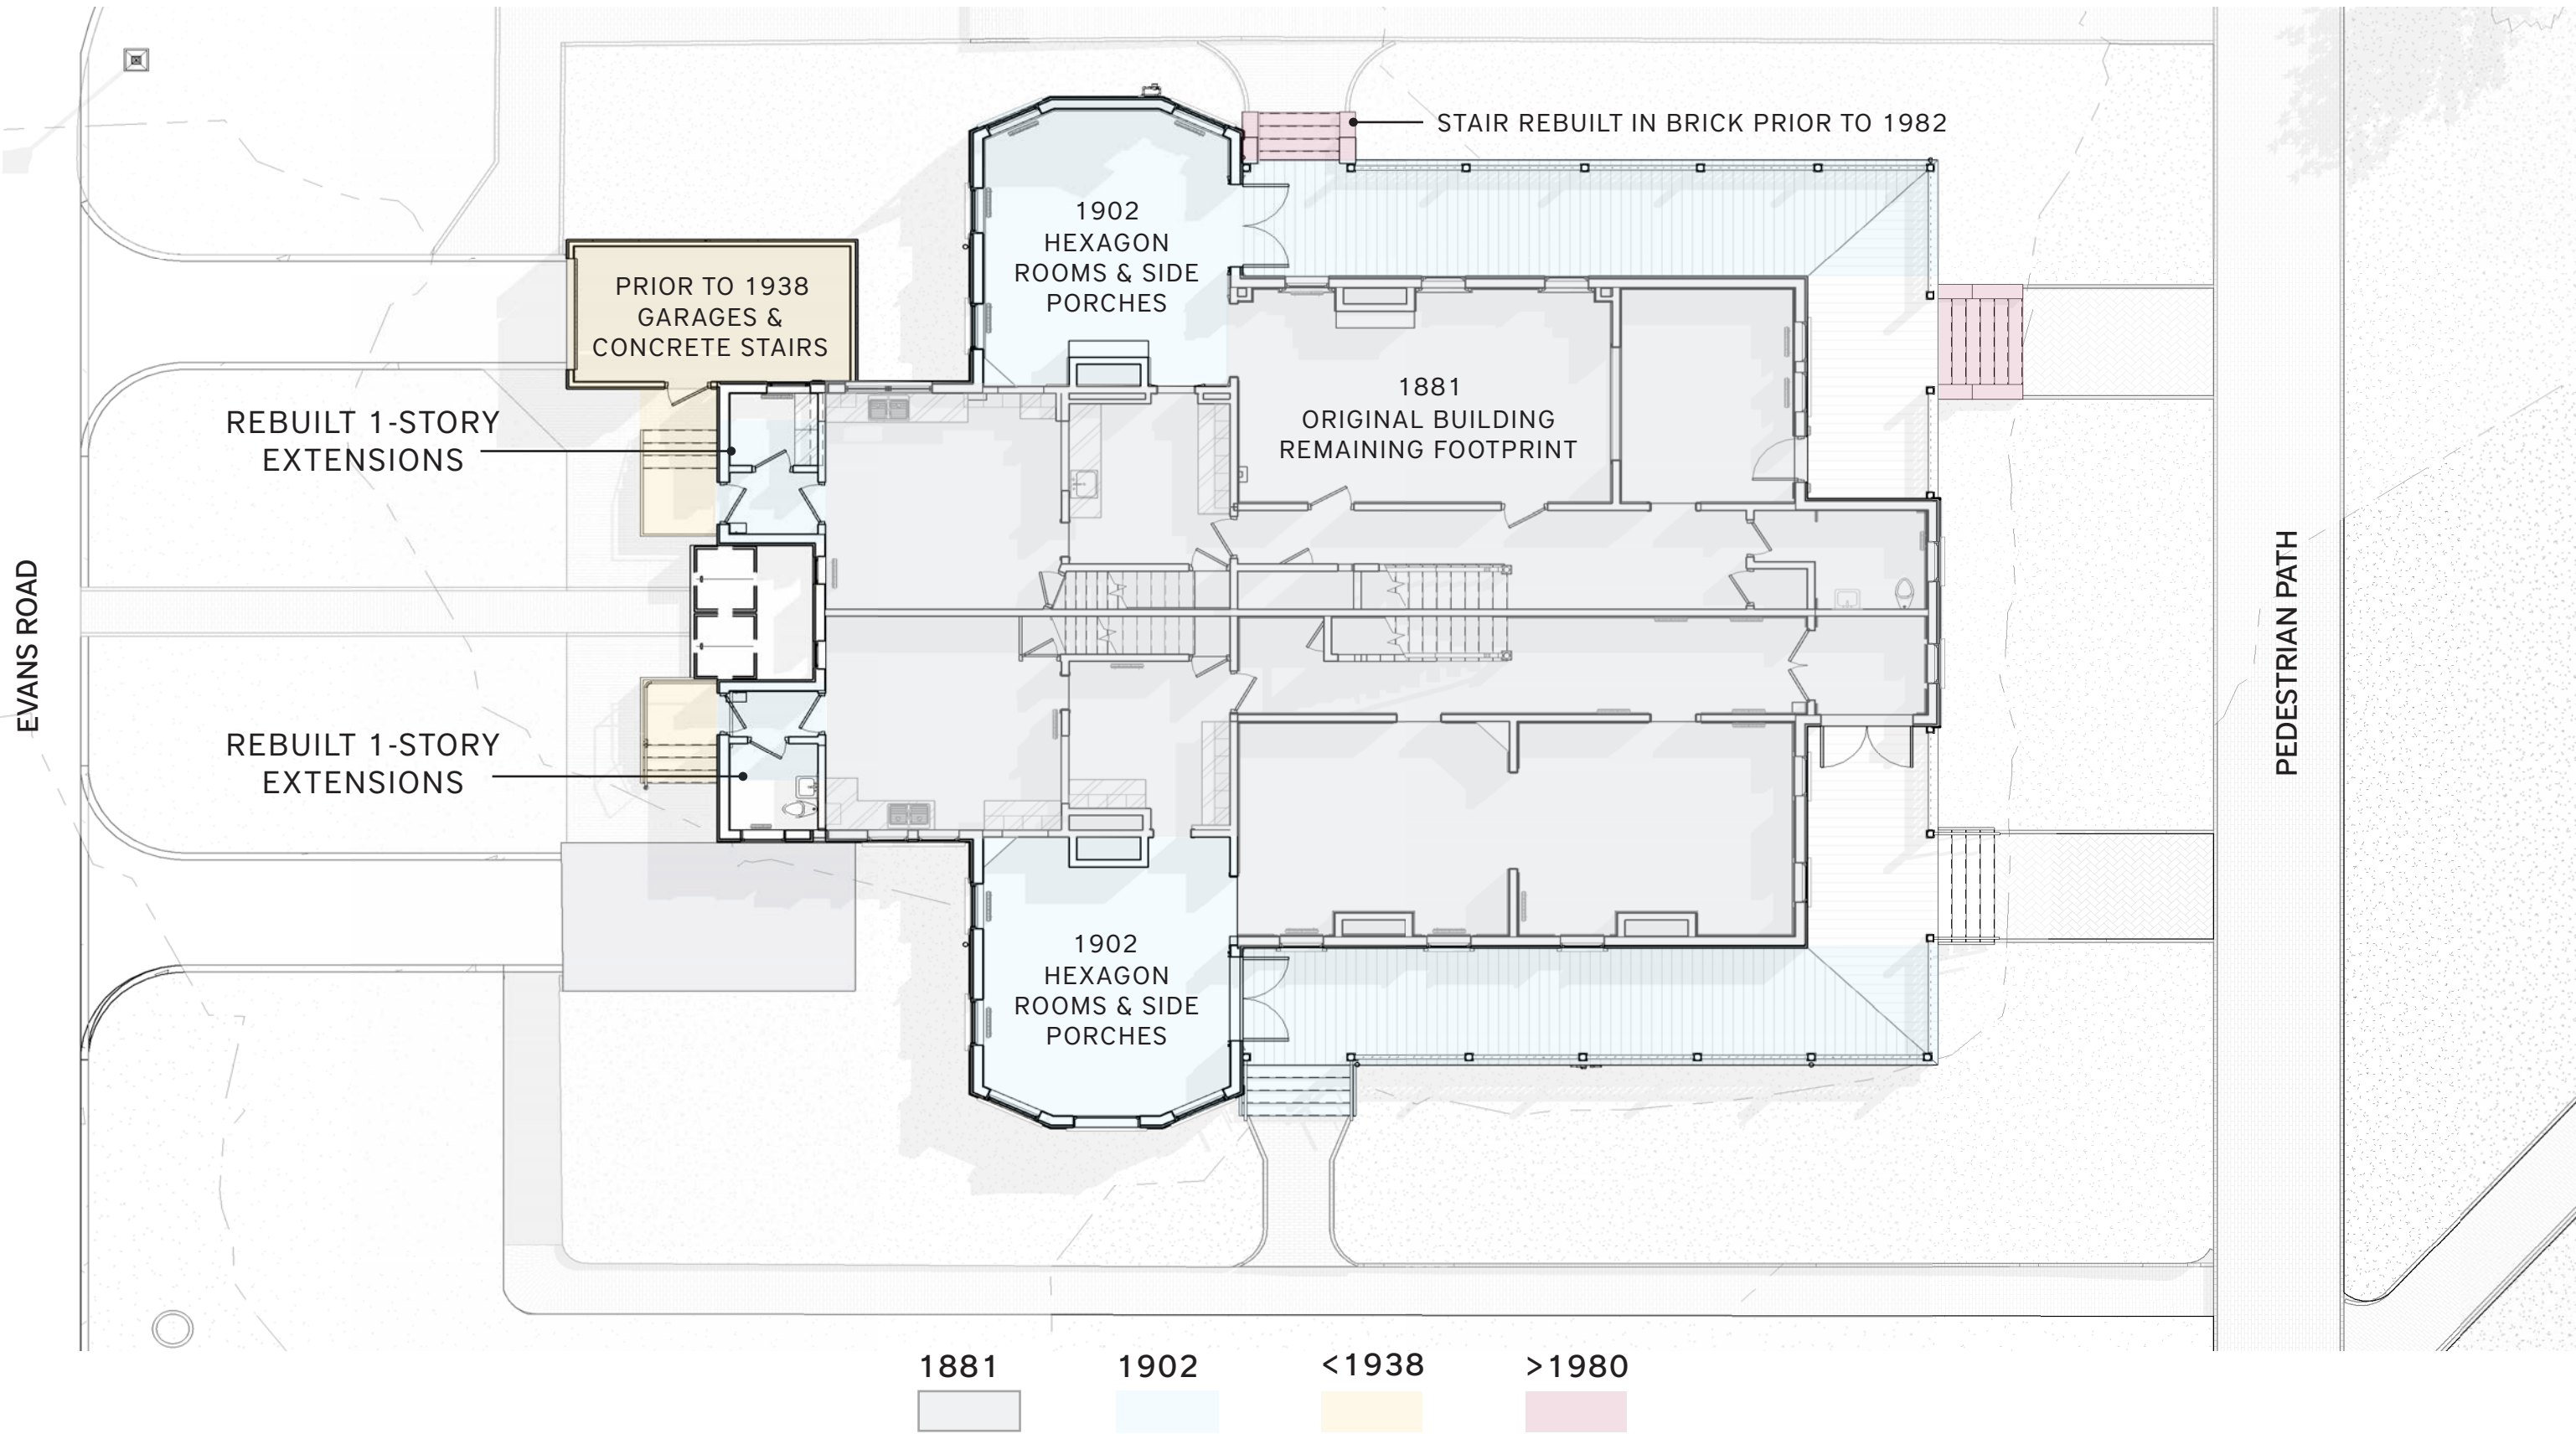 STAIR REBUILT IN BRICK PRIOR TO 1982
1902
HEXAGON
ROOMS & SIDE
PORCHES
PRIOR TO 1938
GARAGES &
CONCRETE STAIRS
1881
ORIGINAL BUILDING
REMAINING FOOTPRINT
REBUILT 1-STORY
EXTENSIONS
EVANS ROAD
PEDESTRIAN PATH
REBUILT 1-STORY
EXTENSIONS
1902
HEXAGON
ROOMS & SIDE
PORCHES
1881
1902
<1938
>1980